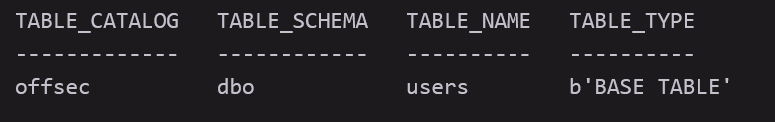 TABLE_CATALOG   TABLE_SCHEMA   TABLE_NAME   TABLE_TYPE
-------------   ------------   ----------   ----------
offsec          dbo            users        b'BASE TABLE'